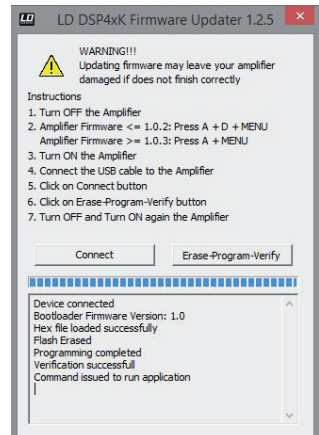 LD DSP4xK Firmware Updater 1.2.5
WARNING!!!
Updating firmware may leave your amplifier
damaged if does not finish correctly
Instructions
1. Turn OFF the Amplifier
2. Amplifier Firmware <= 1.0.2: Press A + D + MENU
Amplifier Firmware >= 1.0.3: Press A + MENU
3. Turn ON the Amplifier
4. Connect the USB cable to the Amplifier
5. Click on Connect button
6. Click on Erase-Program-Verify button
7. Turn OFF and Turn ON again the Amplifier
Connect Erase-Program-Verify
Device connected
Bootloader Firmware Version: 1.0
Hex file loaded successfully
Flash Erased
Programming completed
Verification successfull
Command issued to run application